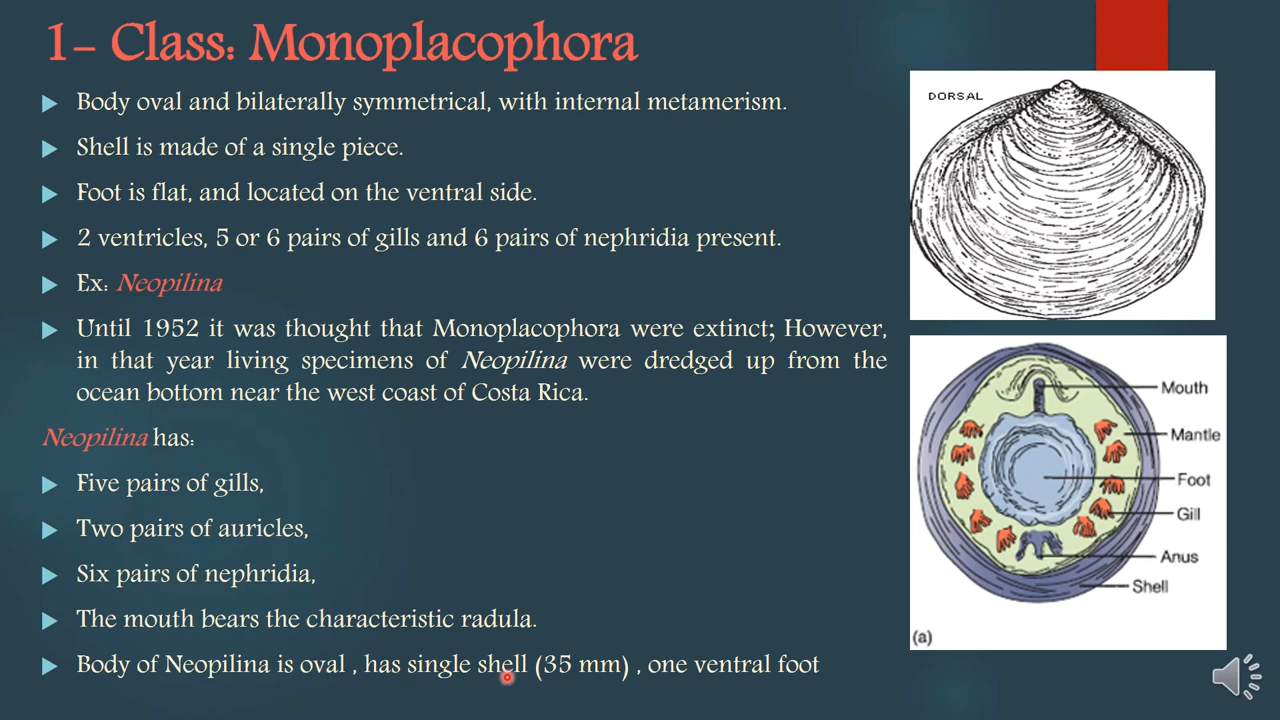 1- Class: Monoplacophora
Body oval and bilaterally symmetrical, with internal metamerism.
Shell is made of a single piece.
Foot is flat, and located on the ventral side.
2 ventricles, 5 or 6 pairs of gills and 6 pairs of nephridia present.
Ex: Neopilina
Until 1952 it was thought that Monoplacophora were extinct; However,
in that year living specimens of Neopilina were dredged up from the
ocean bottom near the west coast of Costa Rica.
Neopilina has:
Five pairs of gills,
Two pairs of auricles,
Six pairs of nephridia,
The mouth bears the characteristic radula.
Body of Neopilina is oval , has single shell (35 mm) , one ventral foot
DORSAL
Mouth
Mantle
Foot
Gill
Anus
Shell
(a)